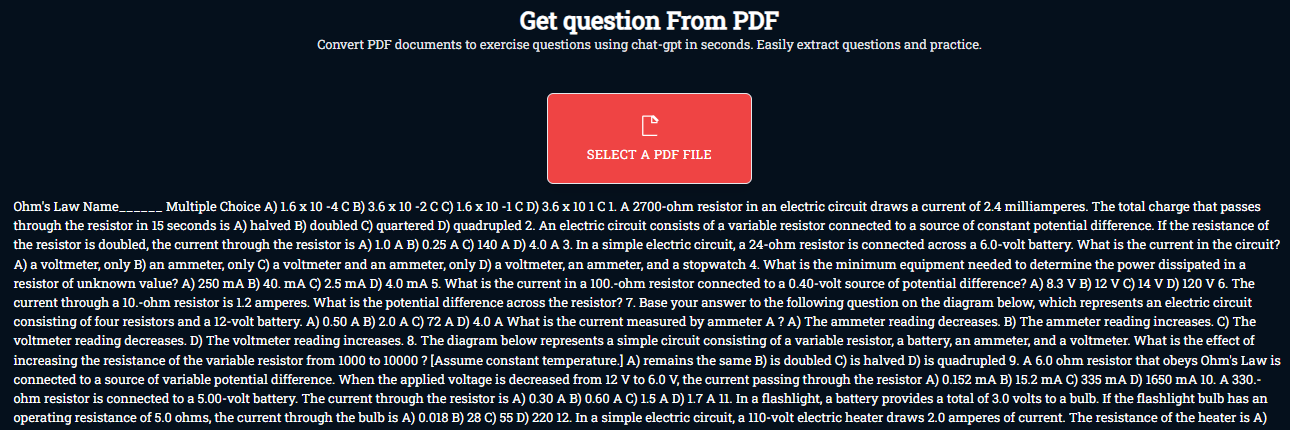 Get question From PDF
Convert PDF documents to exercise questions using chat-gpt in seconds. Easily extract questions and practice.
SELECT A PDF FILE
Ohm's Law Name______ Multiple Choice A) 1.6 x 10 -4 C B) 3.6 x 10 -2 C C) 1.6 x 10 -1 C D) 3.6 x 10 1 C 1. A 2700-ohm resistor in an electric circuit draws a current of 2.4 milliamperes. The total charge that passes
through the resistor in 15 seconds is A) halved B) doubled C) quartered D) quadrupled 2. An electric circuit consists of a variable resistor connected to a source of constant potential difference. If the resistance of
the resistor is doubled, the current through the resistor is A) 1.0 A B) 0.25 A C) 140 A D) 4.0 A 3. In a simple electric circuit, a 24-ohm resistor is connected across a 6.0-volt battery. What is the current in the circuit?
A) a voltmeter, only B) an ammeter, only C) a voltmeter and an ammeter, only D) a voltmeter, an ammeter, and a stopwatch 4. What is the minimum equipment needed to determine the power dissipated in a
resistor of unknown value? A) 250 mA B) 40. mA C) 2.5 mA D) 4.0 mA 5. What is the current in a 100.-ohm resistor connected to a 0.40-volt source of potential difference? A) 8.3 V B) 12 V C) 14 V D) 120 V 6. The
current through a 10.-ohm resistor is 1.2 amperes. What is the potential difference across the resistor? 7. Base your answer to the following question on the diagram below, which represents an electric circuit
consisting of four resistors and a 12-volt battery. A) 0.50 A B) 2.0 A C) 72 A D) 4.0 A What is the current measured by ammeter A ? A) The ammeter reading decreases. B) The ammeter reading increases. C) The
voltmeter reading decreases. D) The voltmeter reading increases. 8. The diagram below represents a simple circuit consisting of a variable resistor, a battery, an ammeter, and a voltmeter. What is the effect of
increasing the resistance of the variable resistor from 1000 to 10000 ? [Assume constant temperature.] A) remains the same B) is doubled C) is halved D) is quadrupled 9. A 6.0 ohm resistor that obeys Ohm's Law is
connected to a source of variable potential difference. When the applied voltage is decreased from 12 V to 6.0 V, the current passing through the resistor A) 0.152 mA B) 15.2 mA C) 335 mA D) 1650 mA 10. A 330.-
ohm resistor is connected to a 5.00-volt battery. The current through the resistor is A) 0.30 A B) 0.60 A C) 1.5 A D) 1.7 A 11. In a flashlight, a battery provides a total of 3.0 volts to a bulb. If the flashlight bulb has an
operating resistance of 5.0 ohms, the current through the bulb is A) 0.018 B) 28 C) 55 D) 220 12. In a simple electric circuit, a 110-volt electric heater draws 2.0 amperes of current. The resistance of the heater is A)